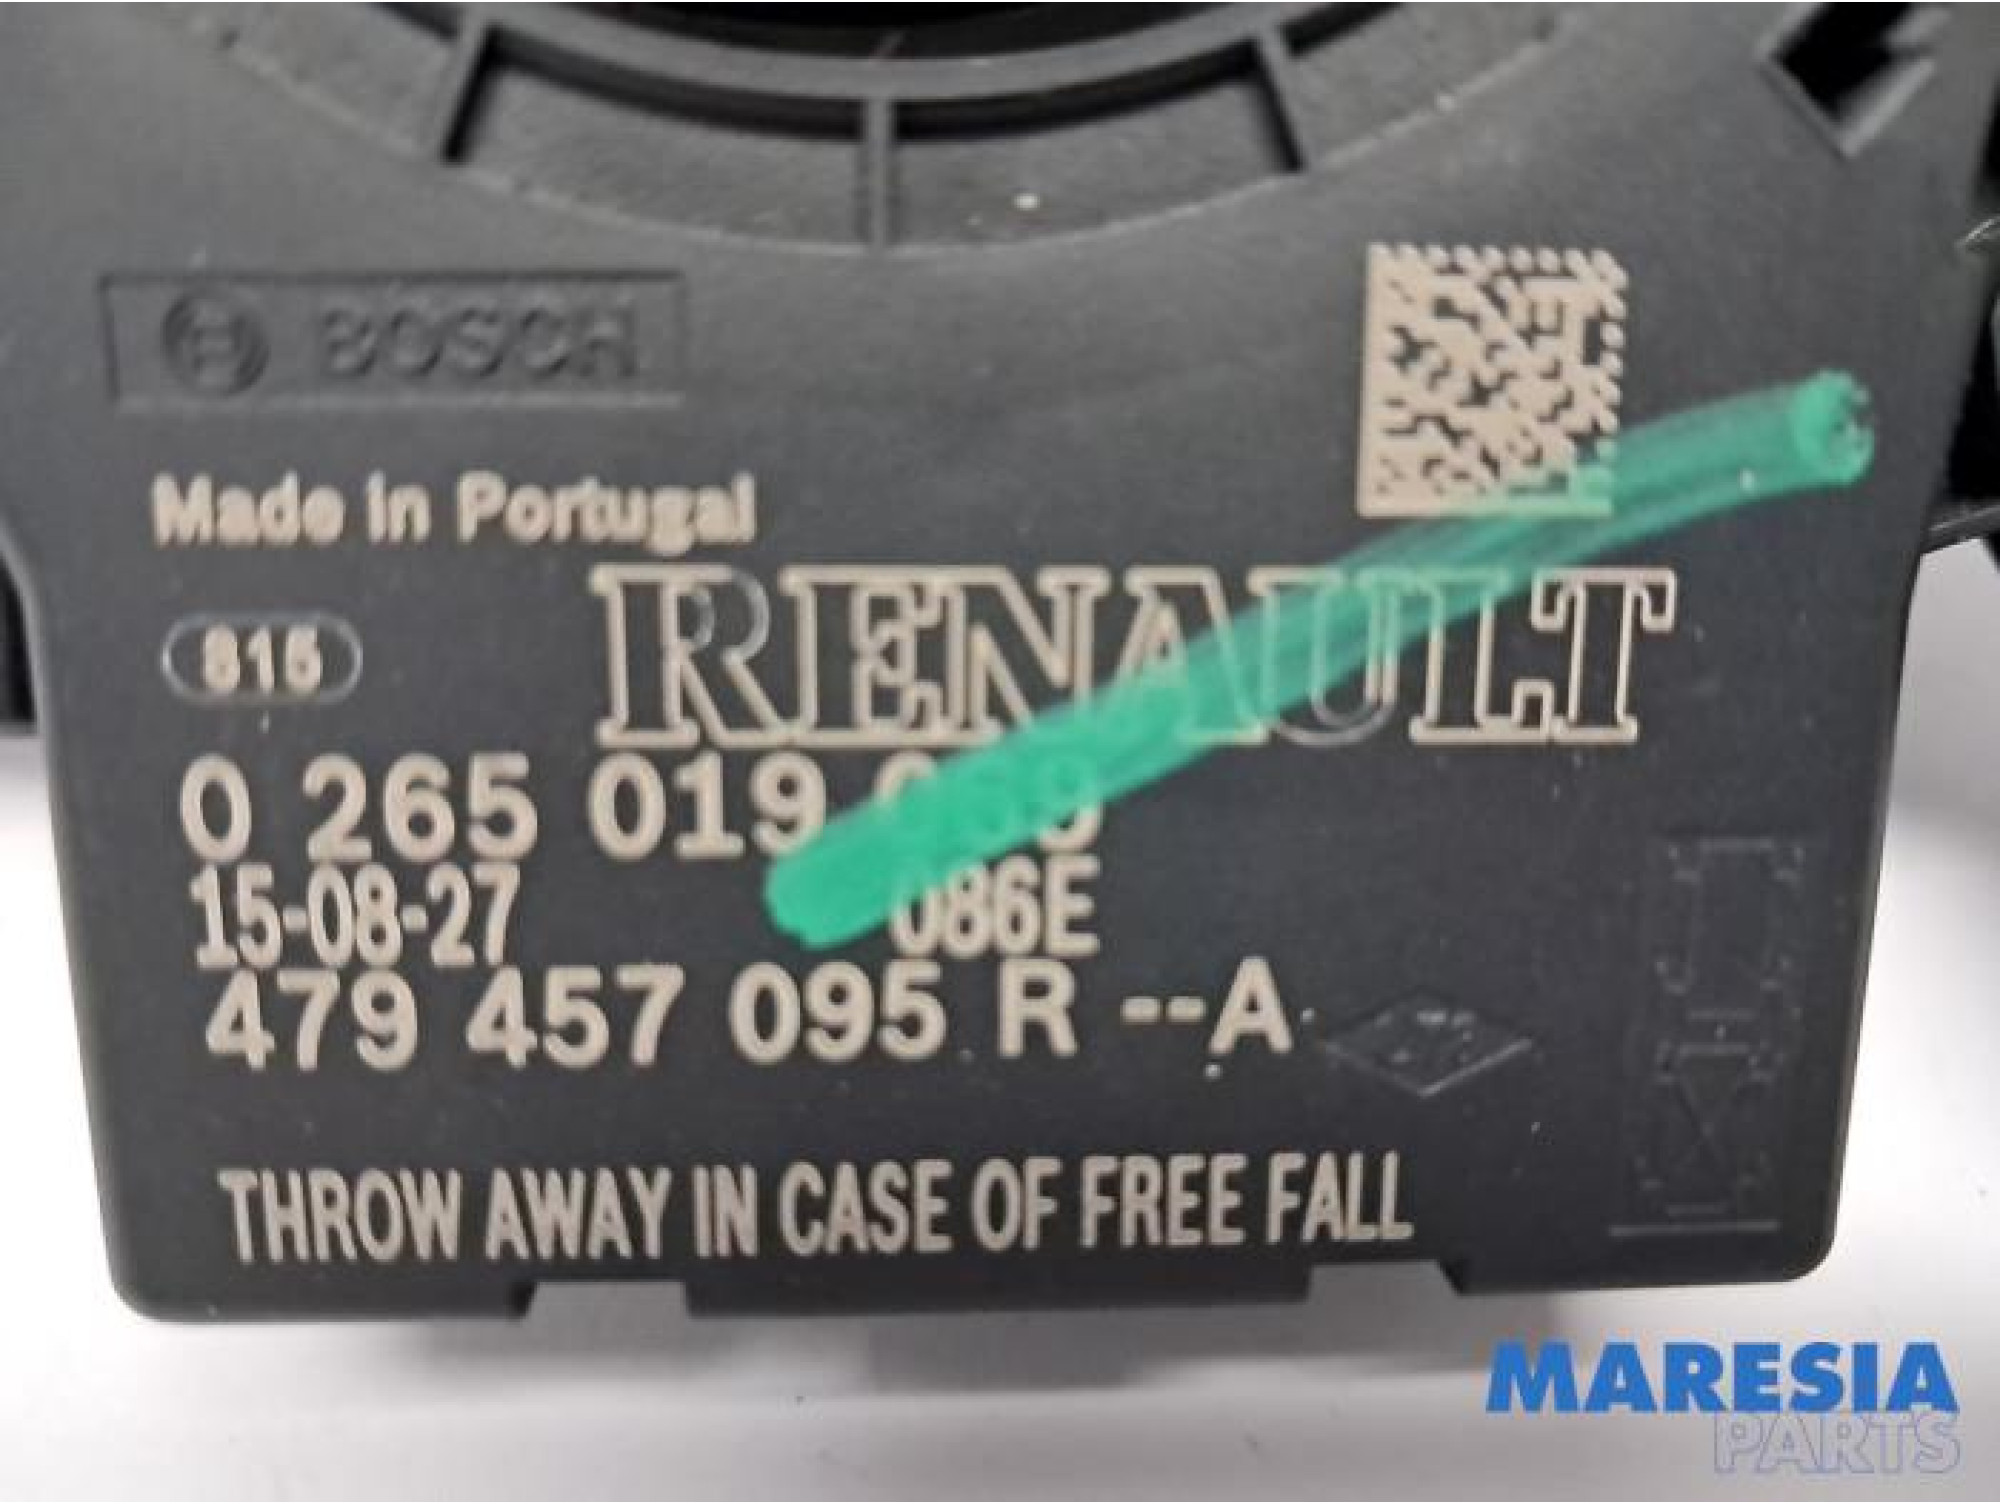 BOSCH
Made in Portugal
815
RENAULT
0 265 019
15-08-27 086E
479 457 095 R --A
THROW AWAY IN CASE OF FREE FALL
MARESIA
PARTS